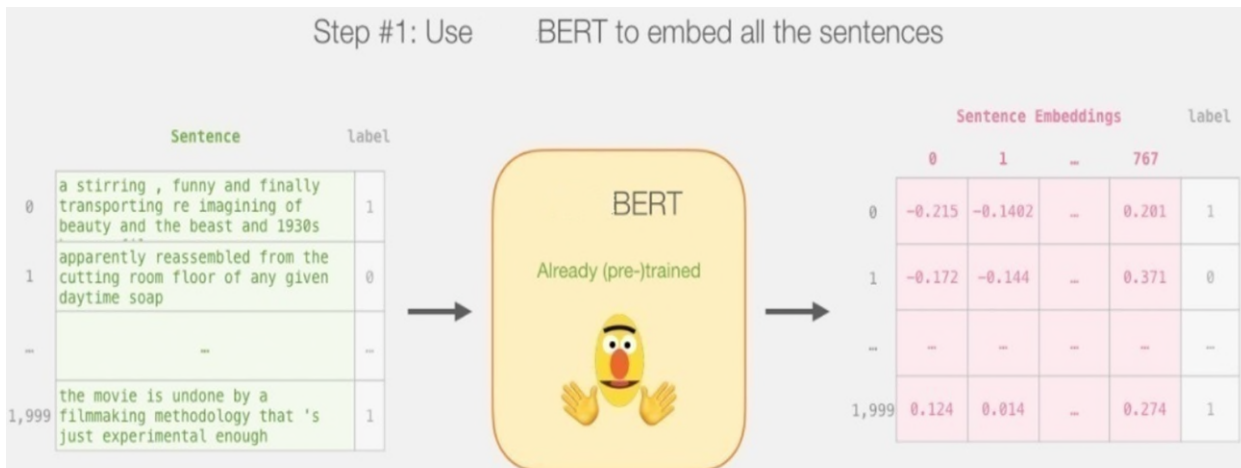 Step #1: Use BERT to embed all the sentences
Sentence label
0 a stirring , funny and finally
transporting re imagining of
beauty and the beast and 1930s
1
1 apparently reassembled from the
cutting room floor of any given
daytime soap
0
… … …
1,999 the movie is undone by a
filmmaking methodology that 's
just experimental enough
1
BERT
Already (pre-)trained
Sentence Embeddings label
0 1 … 767
0 -0.215 -0.1402 … 0.201 1
1 -0.172 -0.144 … 0.371 0
… … … … … …
1,999 0.124 0.014 … 0.274 1